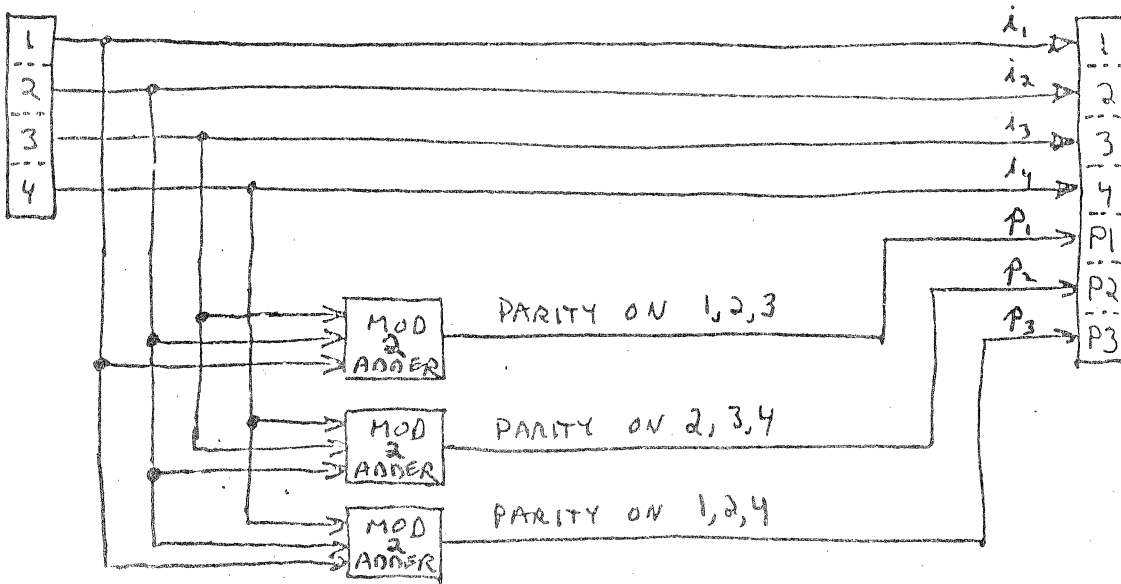 1
2
3
4
i₁
i₂
i₃
i₄
P₁
P₂
P₃
1
2
3
4
P1
P2
P3
MOD
2
ADDER
PARITY ON 1,2,3
MOD
2
ADDER
PARITY ON 2,3,4
MOD
2
ADDER
PARITY ON 1,2,4